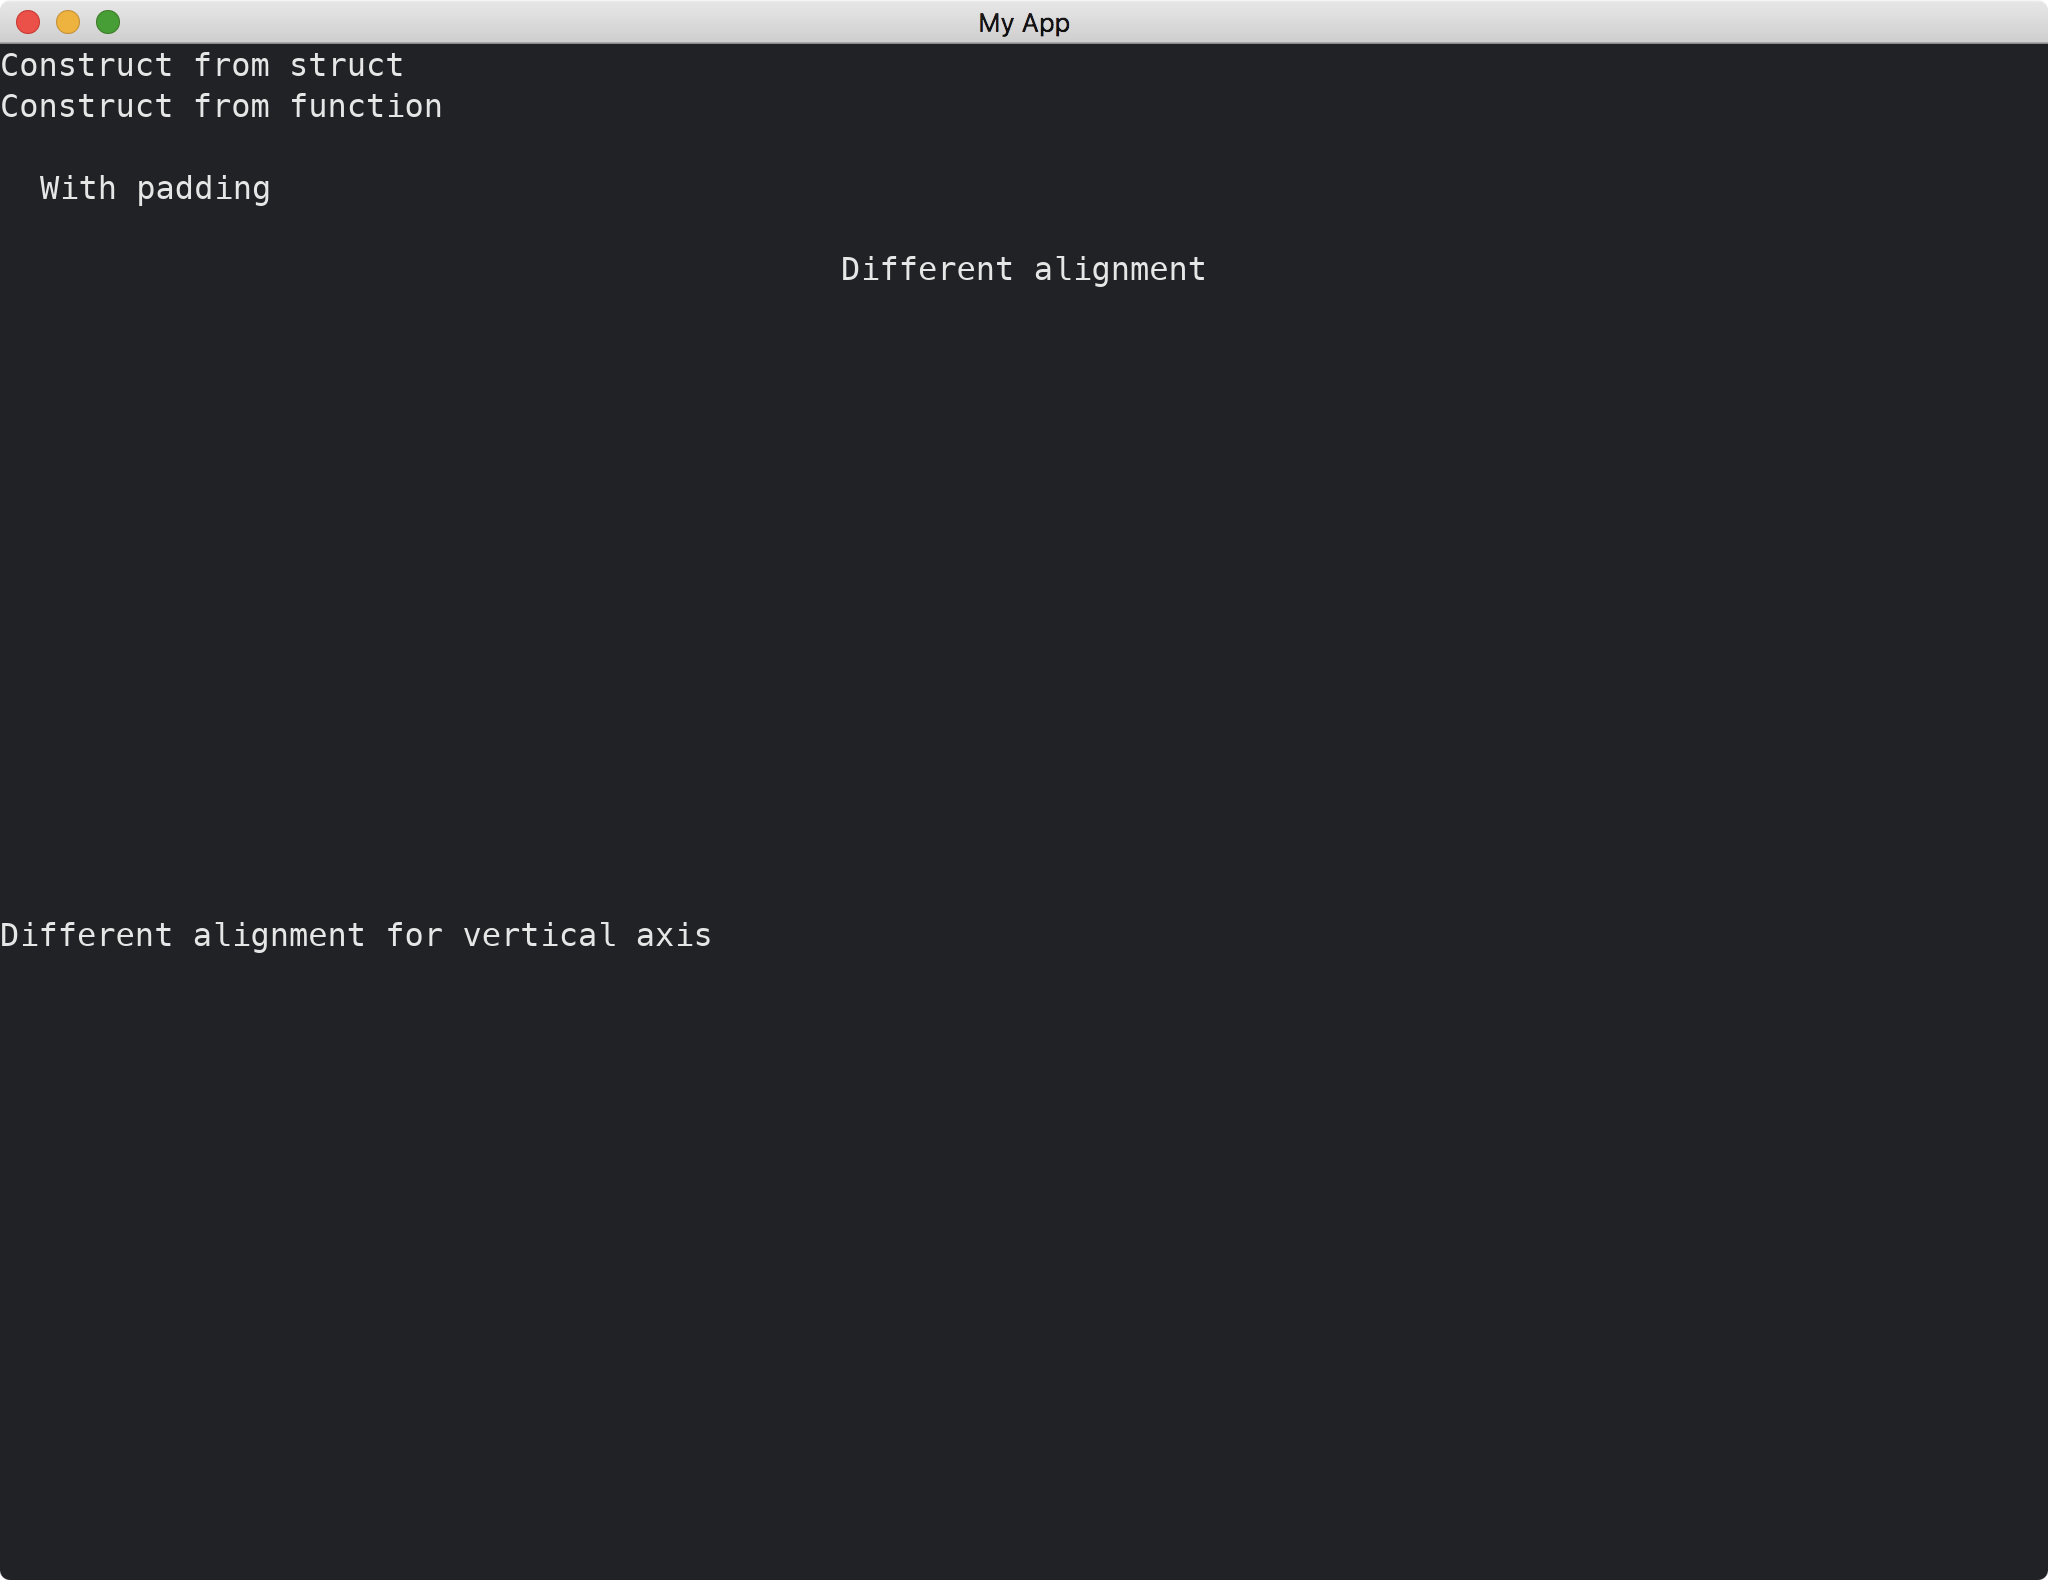 My App
Construct from struct
Construct from function
With padding
Different alignment
Different alignment for vertical axis